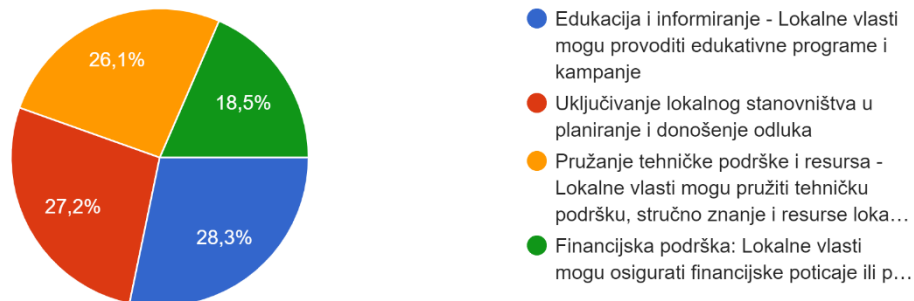 26,1%
18,5%
27,2%
28,3%
Edukacija i informiranje - Lokalne vlasti
mogu provoditi edukativne programe i
kampanje
Uključivanje lokalnog stanovništva u
planiranje i donošenje odluka
Pružanje tehničke podrške i resursa -
Lokalne vlasti mogu pružiti tehničku
podršku, stručno znanje i resurse loka…
Financijska podrška: Lokalne vlasti
mogu osigurati financijske poticaje ili p…